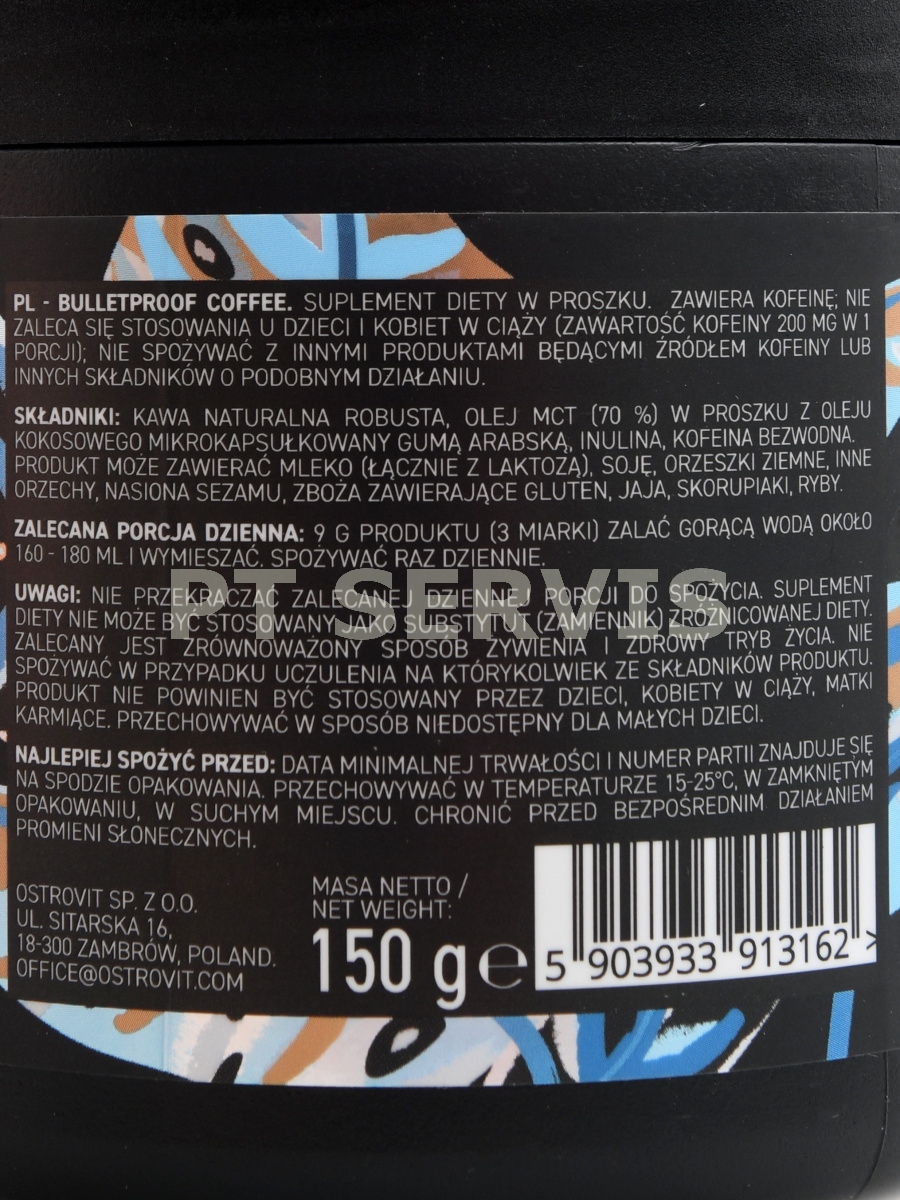 PL - BULLETPROOF COFFEE. SUPLEMENT DIETY W PROSZKU. ZAWIERA KOFEINĘ; NIE
ZALECA SIĘ STOSOWANIA U DZIECI I KOBIET W CIĄŻY (ZAWARTOŚĆ KOFEINY 200 MG W 1
PORCJI); NIE SPOŻYWAĆ Z INNYMI PRODUKTAMI BĘDĄCYMI ŹRÓDŁEM KOFEINY LUB
INNYCH SKŁADNIKÓW O PODOBNYM DZIAŁANIU.
SKŁADNIKI: KAWA NATURALNA ROBUSTA, OLEJ MCT (70 %) W PROSZKU Z OLEJU
KOKOSOWEGO MIKROKAPSUŁKOWANY GUMĄ ARABSKĄ, INULINA, KOFEINA BEZWODNA.
PRODUKT MOŻE ZAWIERAĆ MLEKO (ŁĄCZNIE Z LAKTOZĄ), SOJĘ, ORZESZKI ZIEMNE, INNE
ORZECHY, NASIONA SEZAMU, ZBOŻA ZAWIERAJĄCE GLUTEN, JAJA, SKORUPIAKI, RYBY.
ZALECANA PORCJA DZIENNA: 9 G PRODUKTU (3 MIARKI) ZALAĆ GORĄCĄ WODĄ OKOŁO
160 - 180 ML I WYMIESZAĆ. SPOŻYWAĆ RAZ DZIENNIE.
UWAGI: NIE PRZEKRACZAĆ ZALECANEJ DZIENNEJ PORCJI DO SPOŻYCIA. SUPLEMENT
DIETY NIE MOŻE BYĆ STOSOWANY JAKO SUBSTYTUT (ZAMIENNIK) ZRÓŻNICOWANEJ DIETY.
PT SERVIS
ZALECANY JEST ZRÓWNOWAŻONY SPOSÓB ŻYWIENIA I ZDROWY TRYB ŻYCIA. NIE
SPOŻYWAĆ W PRZYPADKU UCZULENIA NA KTÓRYKOLWIEK ZE SKŁADNIKÓW PRODUKTU.
PRODUKT NIE POWINIEN BYĆ STOSOWANY PRZEZ DZIECI, KOBIETY W CIĄŻY, MATKI
KARMIĄCE. PRZECHOWYWAĆ W SPOSÓB NIEDOSTĘPNY DLA MAŁYCH DZIECI.
NAJLEPIEJ SPOŻYĆ PRZED: DATA MINIMALNEJ TRWAŁOŚCI I NUMER PARTII ZNAJDUJE SIĘ
NA SPODZIE OPAKOWANIA. PRZECHOWYWAĆ W TEMPERATURZE 15-25°C, W ZAMKNIĘTYM
OPAKOWANIU, W SUCHYM MIEJSCU. CHRONIĆ PRZED BEZPOŚREDNIM DZIAŁANIEM
PROMIENI SŁONECZNYCH.
OSTROVIT SP. Z O.O.
UL. SITARSKA 16,
18-300 ZAMBRÓW, POLAND.
OFFICE@OSTROVIT.COM
MASA NETTO /
NET WEIGHT:
150 g ℮
5 903933 913162 >